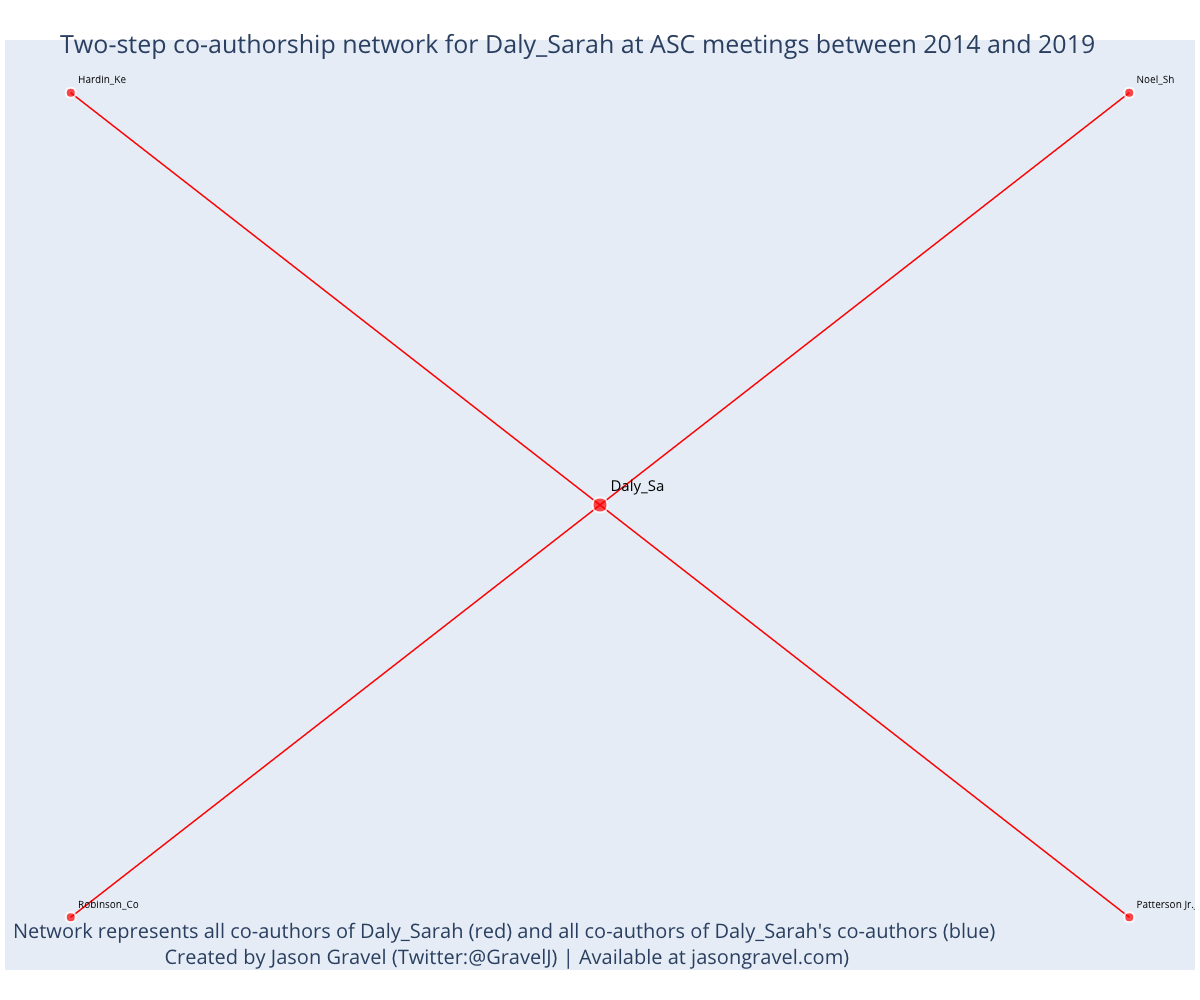 Two-step co-authorship network for Daly_Sarah at ASC meetings between 2014 and 2019
Hardin_Ke
Noel_Sh
Daly_Sa
Robinson_Co
Patterson Jr._
Network represents all co-authors of Daly_Sarah (red) and all co-authors of Daly_Sarah's co-authors (blue)
Created by Jason Gravel (Twitter:@GravelJ) | Available at jasongravel.com)